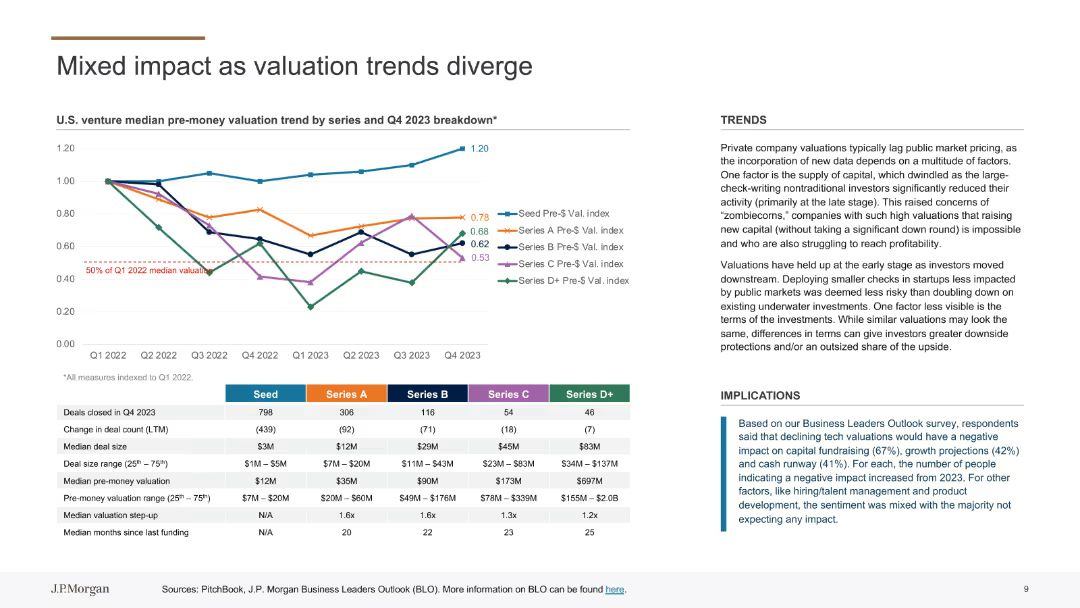 Mixed impact as valuation trends diverge
U.S. venture median pre-money valuation trend by series and Q4 2023 breakdown*
1.20
1.00
0.80
0.60
0.40
0.20
0.00
1.20
0.78
0.68
0.62
0.53
50% of Q1 2022 median valuation
Q1 2022 Q2 2022 Q3 2022 Q4 2022 Q1 2023 Q2 2023 Q3 2023 Q4 2023
Seed Pre-$ Val. index
Series A Pre-$ Val. index
Series B Pre-$ Val. index
Series C Pre-$ Val. index
Series D+ Pre-$ Val. index
*All measures indexed to Q1 2022.
Seed Series A Series B Series C Series D+
Deals closed in Q4 2023 798 306 116 54 46
Change in deal count (LTM) (439) (92) (71) (18) (7)
Median deal size $3M $12M $29M $45M $83M
Deal size range (25th – 75th) $1M – $5M $7M – $20M $11M – $43M $23M – $83M $34M – $137M
Median pre-money valuation $12M $35M $90M $173M $697M
Pre-money valuation range (25th – 75th) $7M – $20M $20M – $60M $49M – $176M $78M – $339M $155M – $2.0B
Median valuation step-up N/A 1.6x 1.6x 1.3x 1.2x
Median months since last funding N/A 20 22 23 25
TRENDS
Private company valuations typically lag public market pricing, as
the incorporation of new data depends on a multitude of factors.
One factor is the supply of capital, which dwindled as the large-
check-writing nontraditional investors significantly reduced their
activity (primarily at the late stage). This raised concerns of
“zombiecorns,” companies with such high valuations that raising
new capital (without taking a significant down round) is impossible
and who are also struggling to reach profitability.
Valuations have held up at the early stage as investors moved
downstream. Deploying smaller checks in startups less impacted
by public markets was deemed less risky than doubling down on
existing underwater investments. One factor less visible is the
terms of the investments. While similar valuations may look the
same, differences in terms can give investors greater downside
protections and/or an outsized share of the upside.
IMPLICATIONS
Based on our Business Leaders Outlook survey, respondents
said that declining tech valuations would have a negative
impact on capital fundraising (67%), growth projections (42%)
and cash runway (41%). For each, the number of people
indicating a negative impact increased from 2023. For other
factors, like hiring/talent management and product
development, the sentiment was mixed with the majority not
expecting any impact.
J.P.Morgan
Sources: PitchBook, J.P. Morgan Business Leaders Outlook (BLO). More information on BLO can be found here.
9